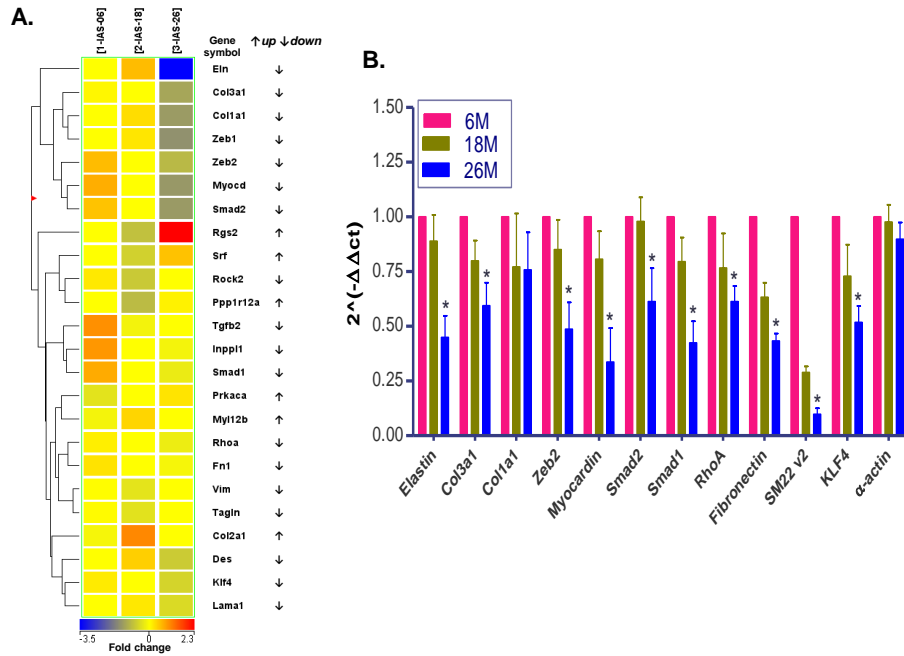 A.
[1-IAS-06]
[2-IAS-18]
[3-IAS-26]
Gene symbol ↑up ↓down
Eln ↓
Col3a1 ↓
Col1a1 ↓
Zeb1 ↓
Zeb2 ↓
Myocd ↓
Smad2 ↓
Rgs2 ↑
Srf ↑
Rock2 ↓
Ppp1r12a ↑
Tgfb2 ↓
Inppl1 ↓
Smad1 ↓
Prkaca ↑
Myl12b ↑
Rhoa ↓
Fn1 ↓
Vim ↓
Tagln ↓
Col2a1 ↑
Des ↓
Klf4 ↓
Lama1 ↓
-3.5 0 2.3
Fold change
B.
2^(-ΔΔct)
1.50
1.25
1.00
0.75
0.50
0.25
0.00
6M
18M
26M
* * * * * * * * * *
Elastin
Col3a1
Col1a1
Zeb2
Myocardin
Smad2
Smad1
RhoA
Fibronectin
SM22 v2
KLF4
α-actin